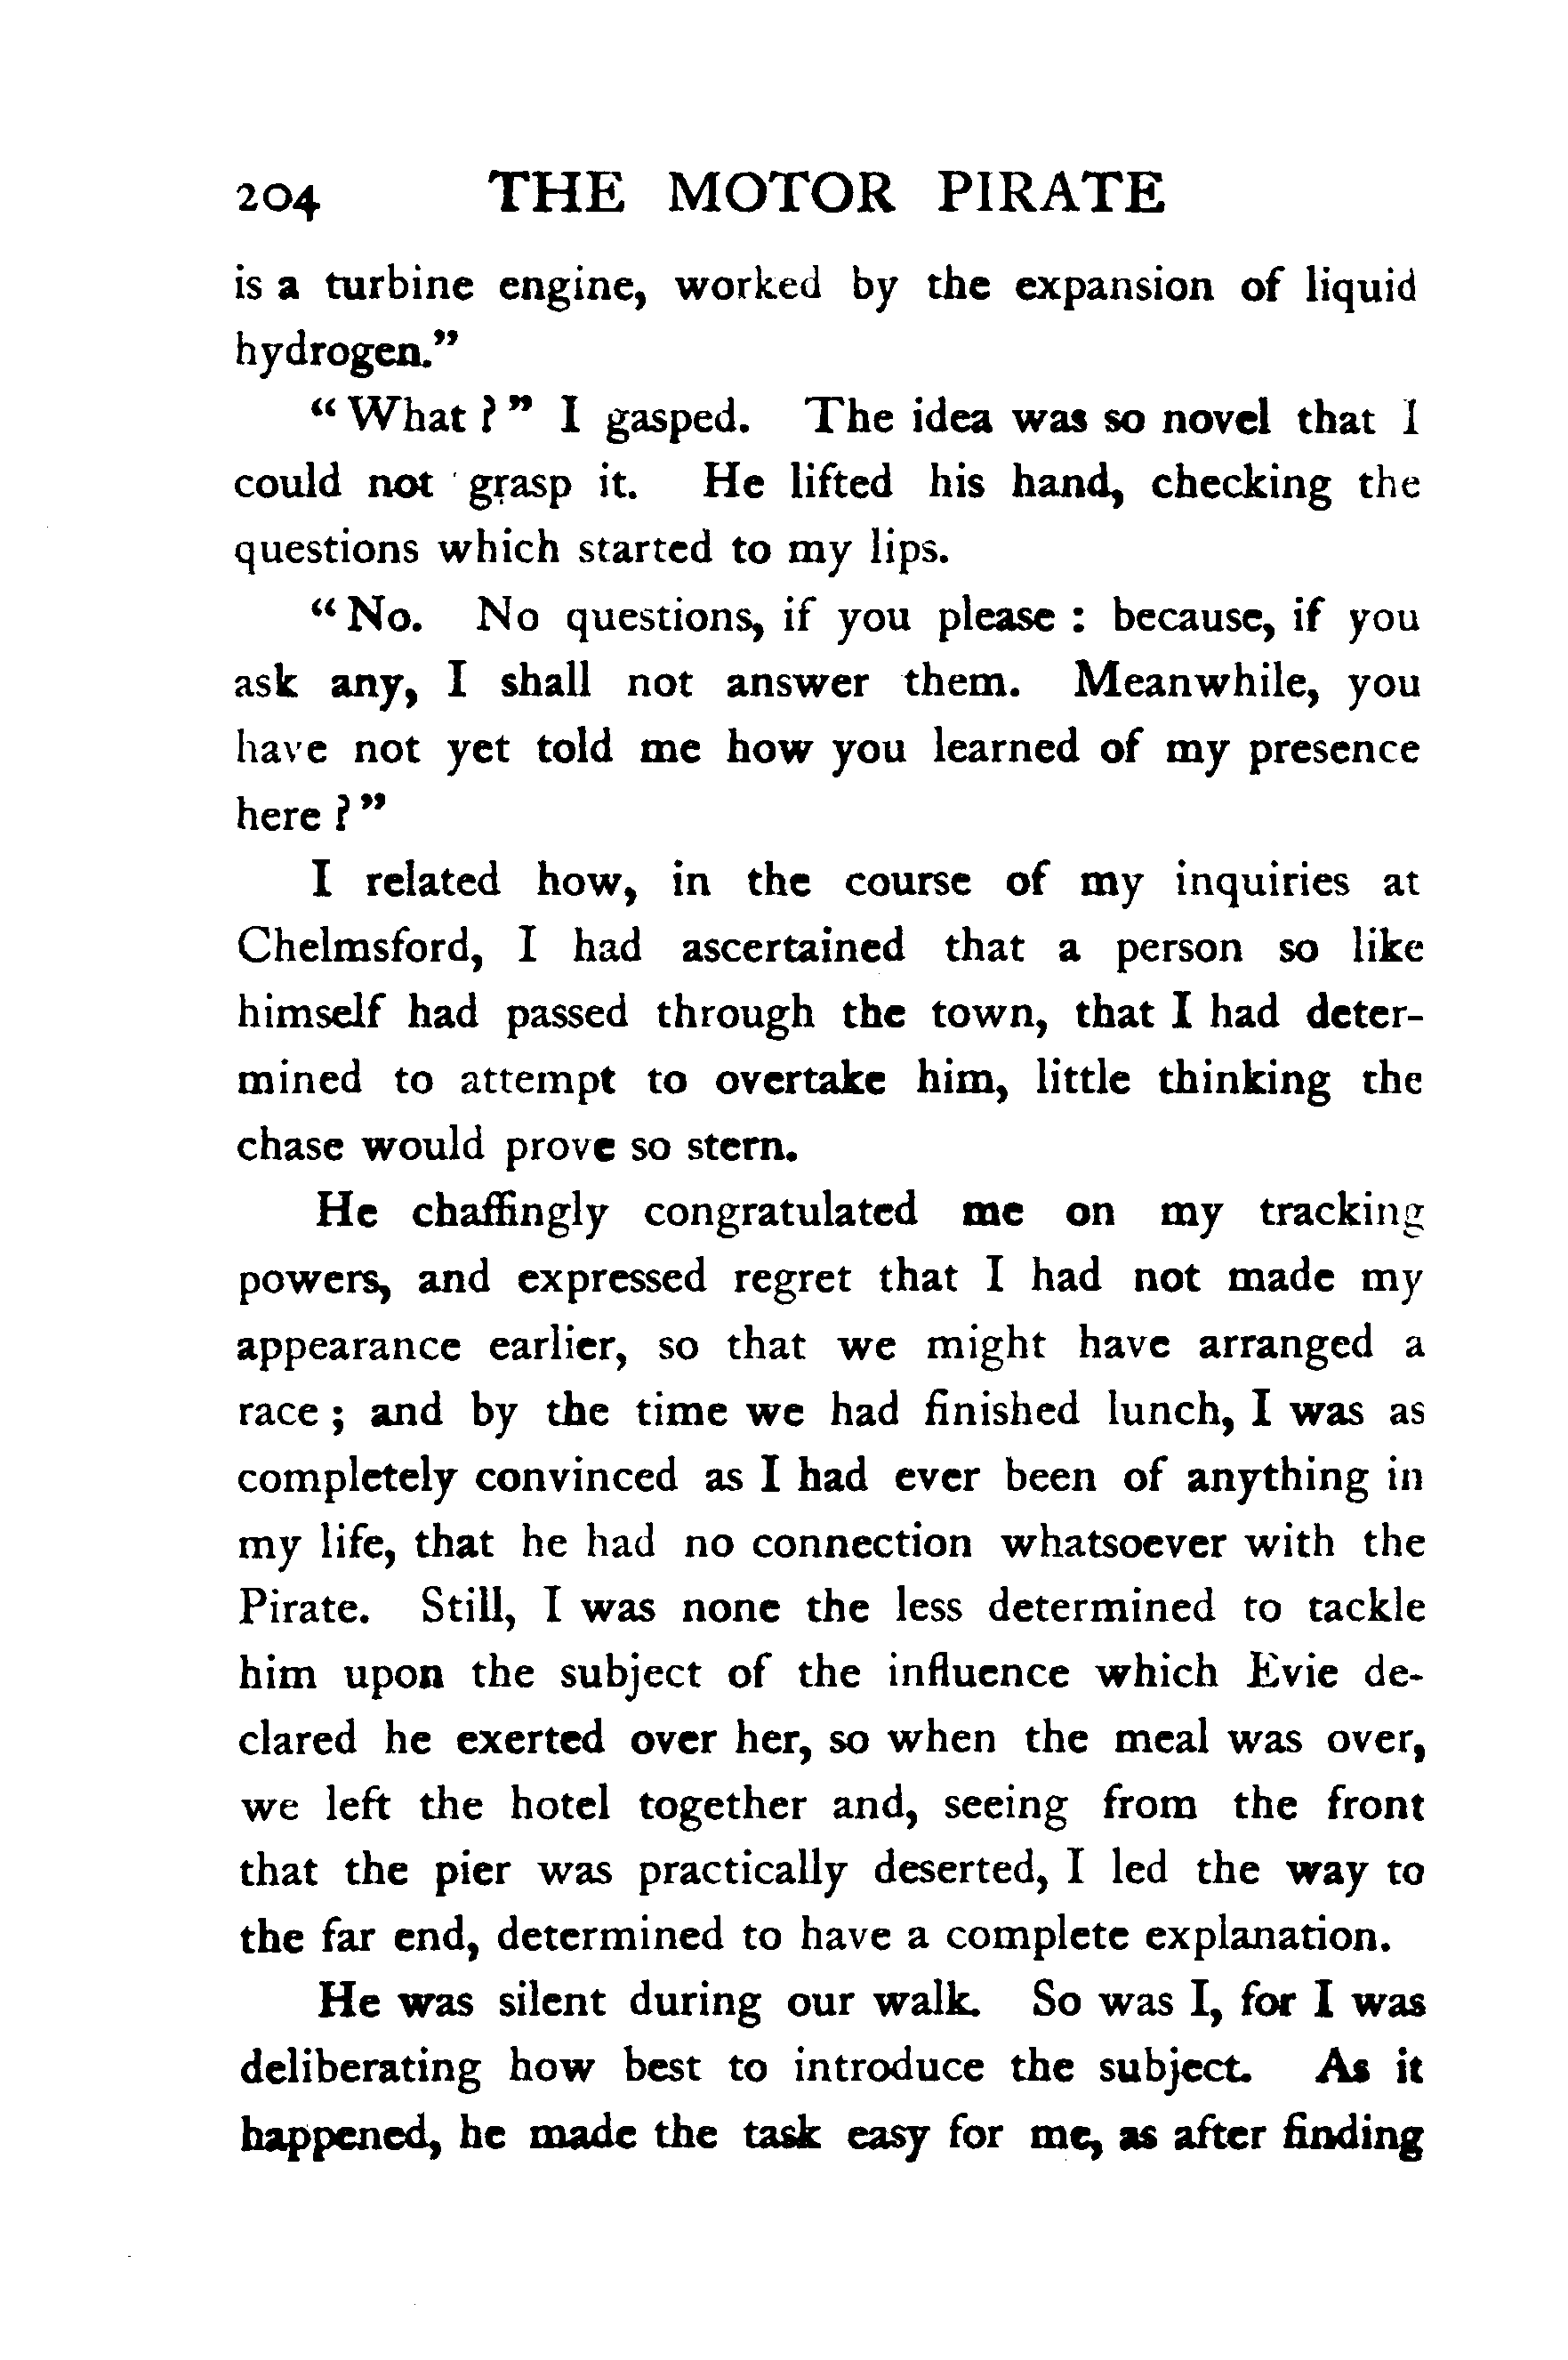 204 THE MOTOR PIRATE
is a turbine engine, worked by the expansion of liquid
hydrogen.”
“What?” I gasped. The idea was so novel that I
could not grasp it. He lifted his hand, checking the
questions which started to my lips.
“No. No questions, if you please : because, if you
ask any, I shall not answer them. Meanwhile, you
have not yet told me how you learned of my presence
here?”
I related how, in the course of my inquiries at
Chelmsford, I had ascertained that a person so like
himself had passed through the town, that I had deter-
mined to attempt to overtake him, little thinking the
chase would prove so stern.
He chaffingly congratulated me on my tracking
powers, and expressed regret that I had not made my
appearance earlier, so that we might have arranged a
race; and by the time we had finished lunch, I was as
completely convinced as I had ever been of anything in
my life, that he had no connection whatsoever with the
Pirate. Still, I was none the less determined to tackle
him upon the subject of the influence which Evie de-
clared he exerted over her, so when the meal was over,
we left the hotel together and, seeing from the front
that the pier was practically deserted, I led the way to
the far end, determined to have a complete explanation.
He was silent during our walk. So was I, for I was
deliberating how best to introduce the subject. As it
happened, he made the task easy for me, as after finding